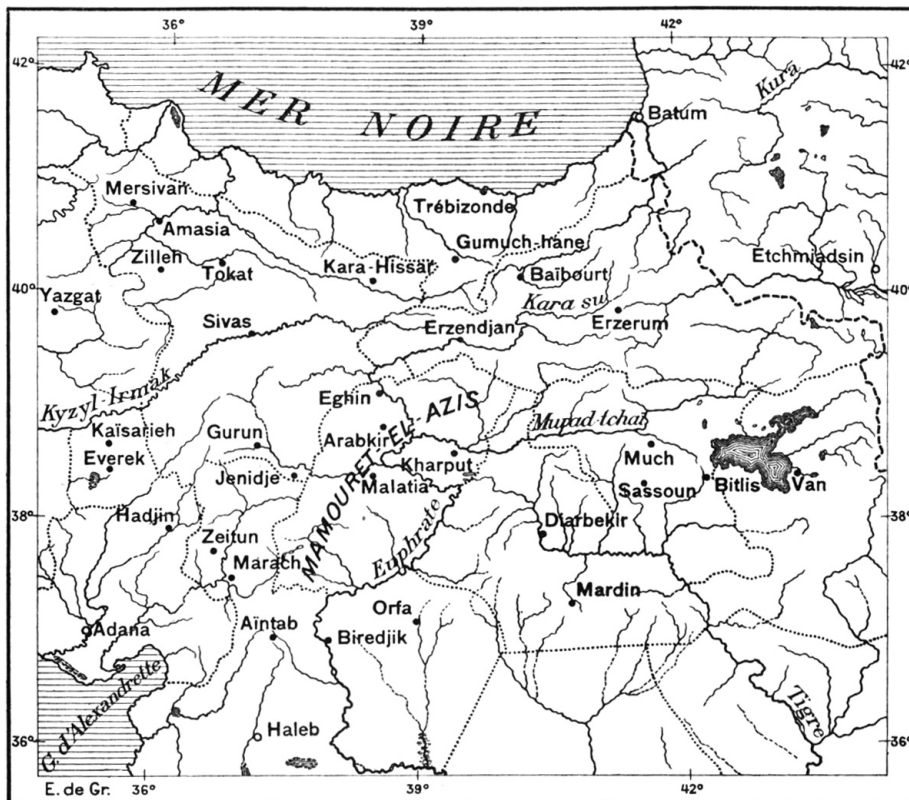 36° 39° 42°
42° 42°
MER NOIRE
Kura
Batum
Mersivan
Trébizonde
Amasia
Gumuch-hane
Zilleh
Etchmiadsin
Tokat
Kara-Hissar
Baïbourt
40° 40°
Yazgat
Kara su
Sivas
Erzendjan
Erzerum
Kyzyl Irmak
Eghin
MAMOURET-EL-AZIS
Murad-tchaï
Kaïsarieh
Gurun
Arabkir
Everek
Kharput
Much
Jenidje
Malatia
Sassoun
Bitlis
Van
38° 38°
Hadjin
Euphrate
Diarbekir
Zeitun
Marach
Mardin
Orfa
Adana
Aïntab
Biredjik
G. d'Alexandrette
Tigre
Haleb
36° 36°
E. de Gr.
36° 39° 42°